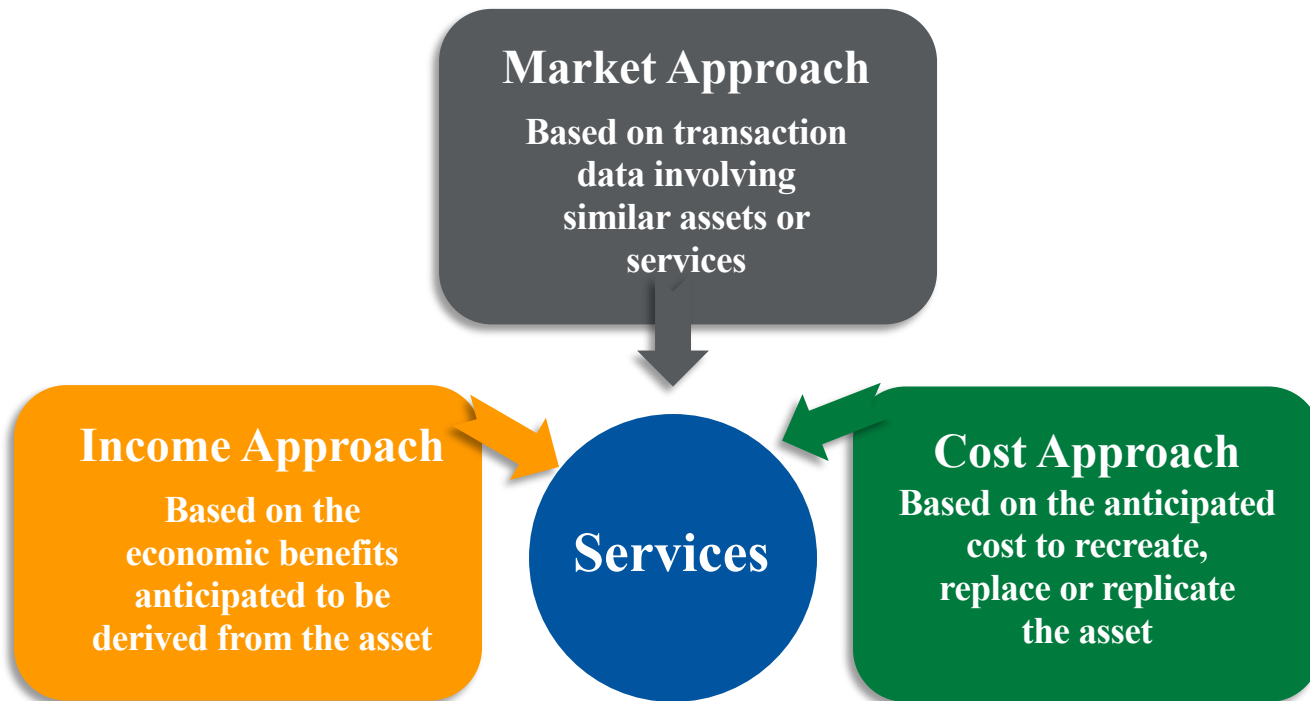 Market Approach
Based on transaction
data involving
similar assets or
services
Income Approach
Based on the
economic benefits
anticipated to be
derived from the asset
Services
Cost Approach
Based on the anticipated
cost to recreate,
replace or replicate
the asset